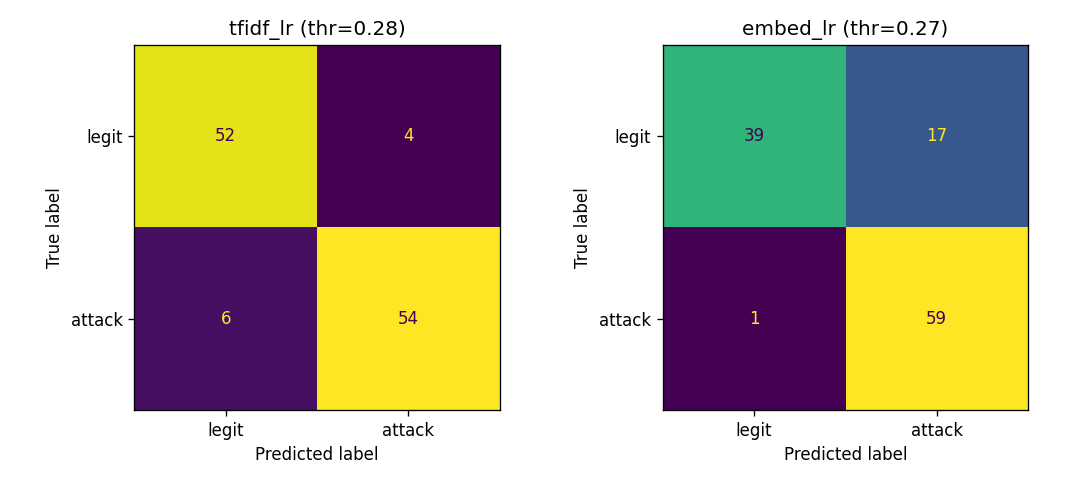 tfidf_lr (thr=0.28)
True label
legit
52
4
attack
6
54
legit
attack
Predicted label
embed_lr (thr=0.27)
True label
legit
39
17
attack
1
59
legit
attack
Predicted label